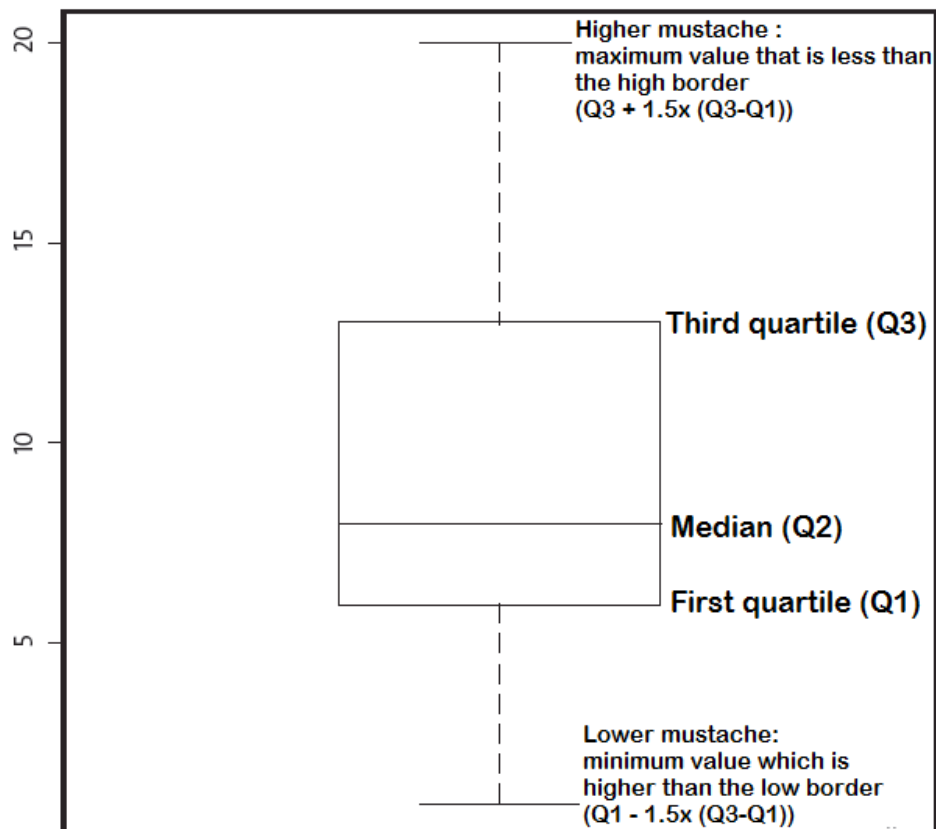 20
Higher mustache :
maximum value that is less than
the high border
(Q3 + 1.5x (Q3-Q1))
15
Third quartile (Q3)
10
Median (Q2)
First quartile (Q1)
5
Lower mustache:
minimum value which is
higher than the low border
(Q1 - 1.5x (Q3-Q1))